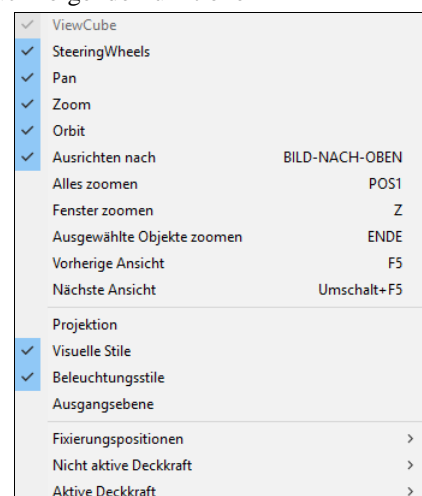 ViewCube
SteeringWheels
Pan
Zoom
Orbit
Ausrichten nach BILD-NACH-OBEN
Alles zoomen POS1
Fenster zoomen Z
Ausgewählte Objekte zoomen ENDE
Vorherige Ansicht F5
Nächste Ansicht Umschalt+F5
Projektion
Visuelle Stile
Beleuchtungsstile
Ausgangsebene
Fixierungspositionen
Nicht aktive Deckkraft
Aktive Deckkraft